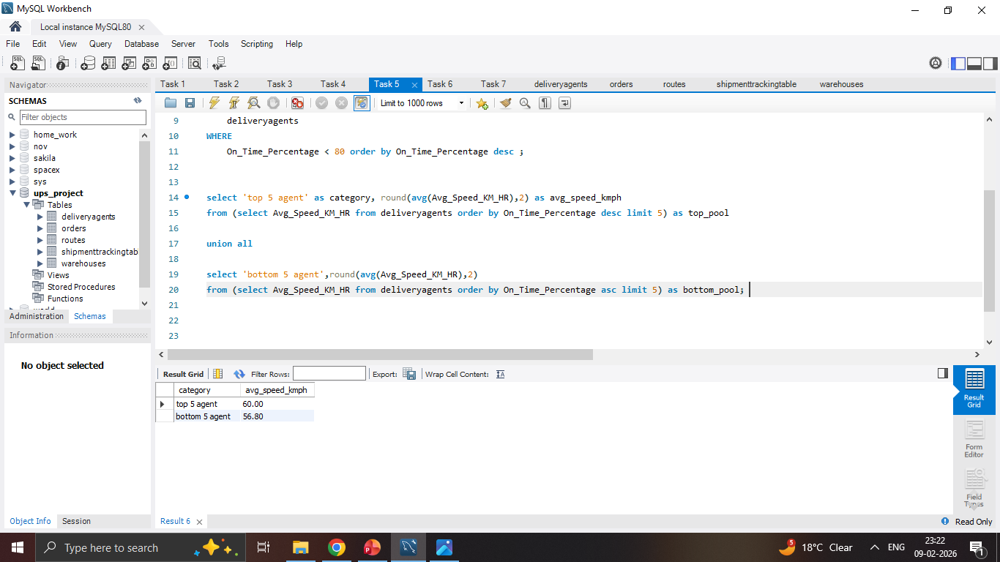 MySQL Workbench
Local instance MySQL80
File Edit View Query Database Server Tools Scripting Help
Navigator
SCHEMAS
Filter objects
home_work
nov
sakila
spacex
sys
ups_project
Tables
deliveryagents
orders
routes
shipmenttrackingtabl
warehouses
Views
Stored Procedures
Functions
Administration Schemas
Information
No object selected
Object Info Session
Task 1 Task 2 Task 3 Task 4 Task 5 Task 6 Task 7 deliveryagents orders routes shipmenttrackingtable warehouses
Limit to 1000 rows
9 deliveryagents
10 WHERE
11 On_Time_Percentage < 80 order by On_Time_Percentage desc ;
12
13
14 select 'top 5 agent' as category, round(avg(Avg_Speed_KM_HR),2) as avg_speed_kmph
15 from (select Avg_Speed_KM_HR from deliveryagents order by On_Time_Percentage desc limit 5) as top_pool
16
17 union all
18
19 select 'bottom 5 agent',round(avg(Avg_Speed_KM_HR),2)
20 from (select Avg_Speed_KM_HR from deliveryagents order by On_Time_Percentage asc limit 5) as bottom_pool;
21
22
23
Result Grid Filter Rows: Export: Wrap Cell Content:
category avg_speed_kmph
top 5 agent 60.00
bottom 5 agent 56.80
Result
Grid
Form
Editor
Field
Types
Result 6
Read Only
Type here to search
5 18°C Clear
ENG
23:22
09-02-2026
1